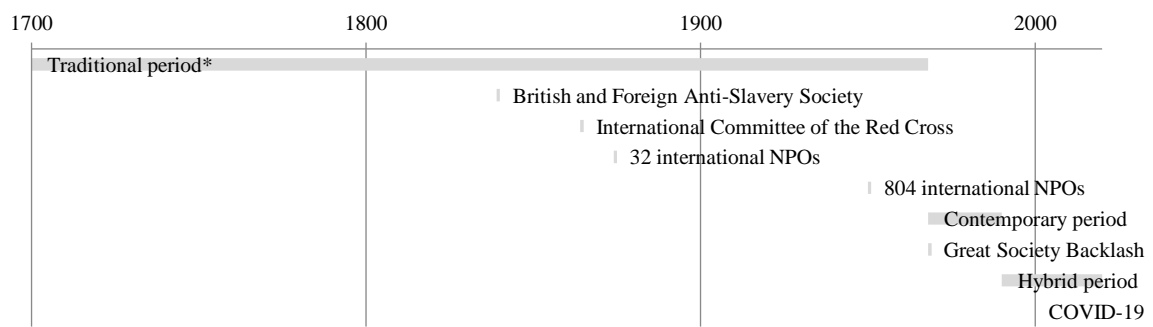 1700 1800 1900 2000
Traditional period*
British and Foreign Anti-Slavery Society
International Committee of the Red Cross
32 international NPOs
804 international NPOs
Contemporary period
Great Society Backlash
Hybrid period
COVID-19